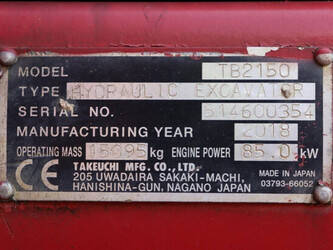 MODEL TB2150
TYPE HYDRAULIC EXCAVATOR
SERIAL NO. 514600354
MANUFACTURING YEAR 2018
OPERATING MASS 15995 kg ENGINE POWER 85.0 kW
CE TAKEUCHI MFG. CO., LTD.
205 UWADAIRA SAKAKI-MACHI, MADE IN JAPAN
HANISHINA-GUN, NAGANO JAPAN 03793-66052